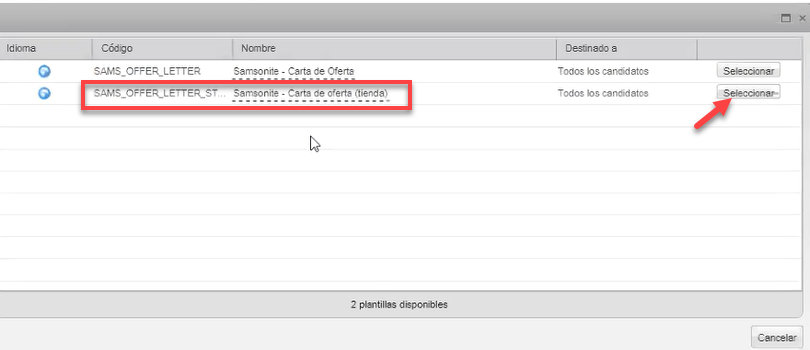 Idioma Código Nombre Destinado a
SAMS_OFFER_LETTER Samsonite - Carta de Oferta Todos los candidatos Seleccionar
SAMS_OFFER_LETTER_ST... Samsonite - Carta de oferta (tienda) Todos los candidatos Seleccionar
2 plantillas disponibles
Cancelar